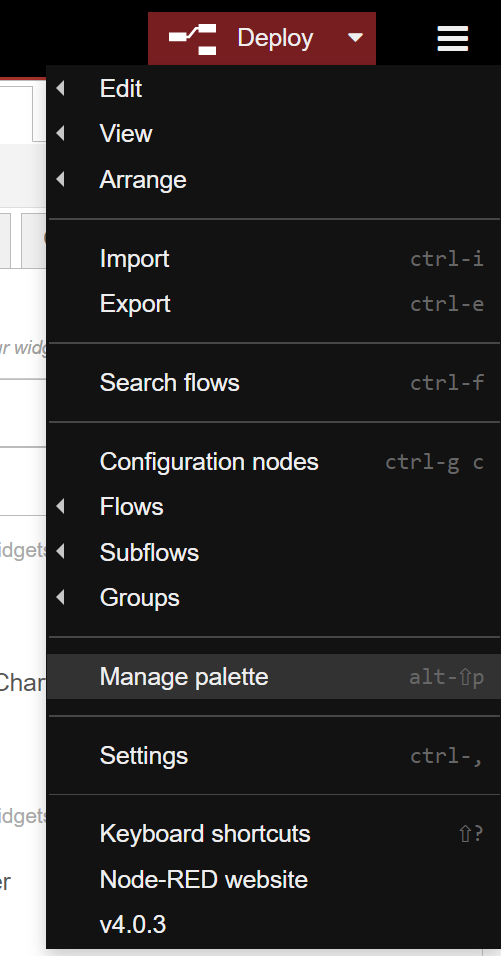 Deploy
Edit
View
Arrange
Import ctrl-i
Export ctrl-e
ur widg
Search flows ctrl-f
Configuration nodes ctrl-g c
Flows
Subflows
idgets
Groups
Manage palette alt-⇧p
Char
Settings ctrl-,
idgets
Keyboard shortcuts ⇧?
Node-RED website
er
v4.0.3